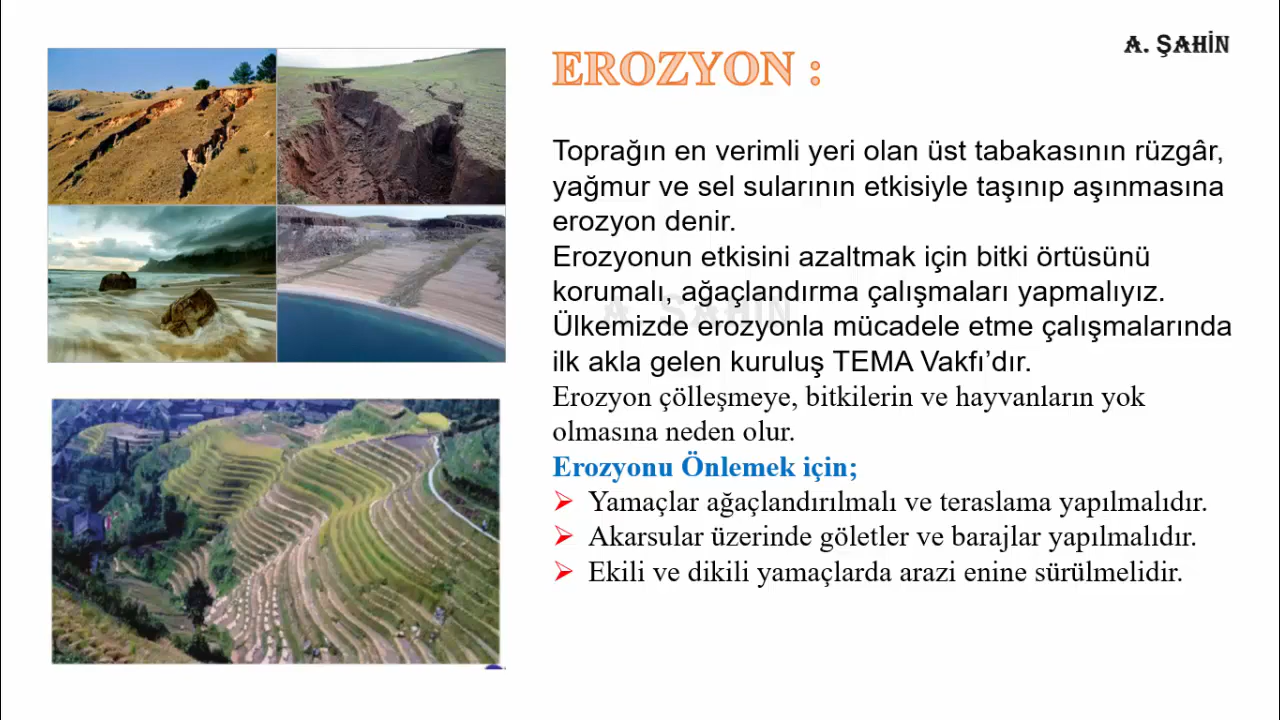 A. ŞAHİN
EROZYON :
Toprağın en verimli yeri olan üst tabakasının rüzgâr,
yağmur ve sel sularının etkisiyle taşınıp aşınmasına
erozyon denir.
Erozyonun etkisini azaltmak için bitki örtüsünü
korumalı, ağaçlandırma çalışmaları yapmalıyız.
A. ŞAHİN
Ülkemizde erozyonla mücadele etme çalışmalarında
ilk akla gelen kuruluş TEMA Vakfı’dır.
Erozyon çölleşmeye, bitkilerin ve hayvanların yok
olmasına neden olur.
Erozyonu Önlemek için;
Yamaçlar ağaçlandırılmalı ve teraslama yapılmalıdır.
Akarsular üzerinde göletler ve barajlar yapılmalıdır.
Ekili ve dikili yamaçlarda arazi enine sürülmelidir.